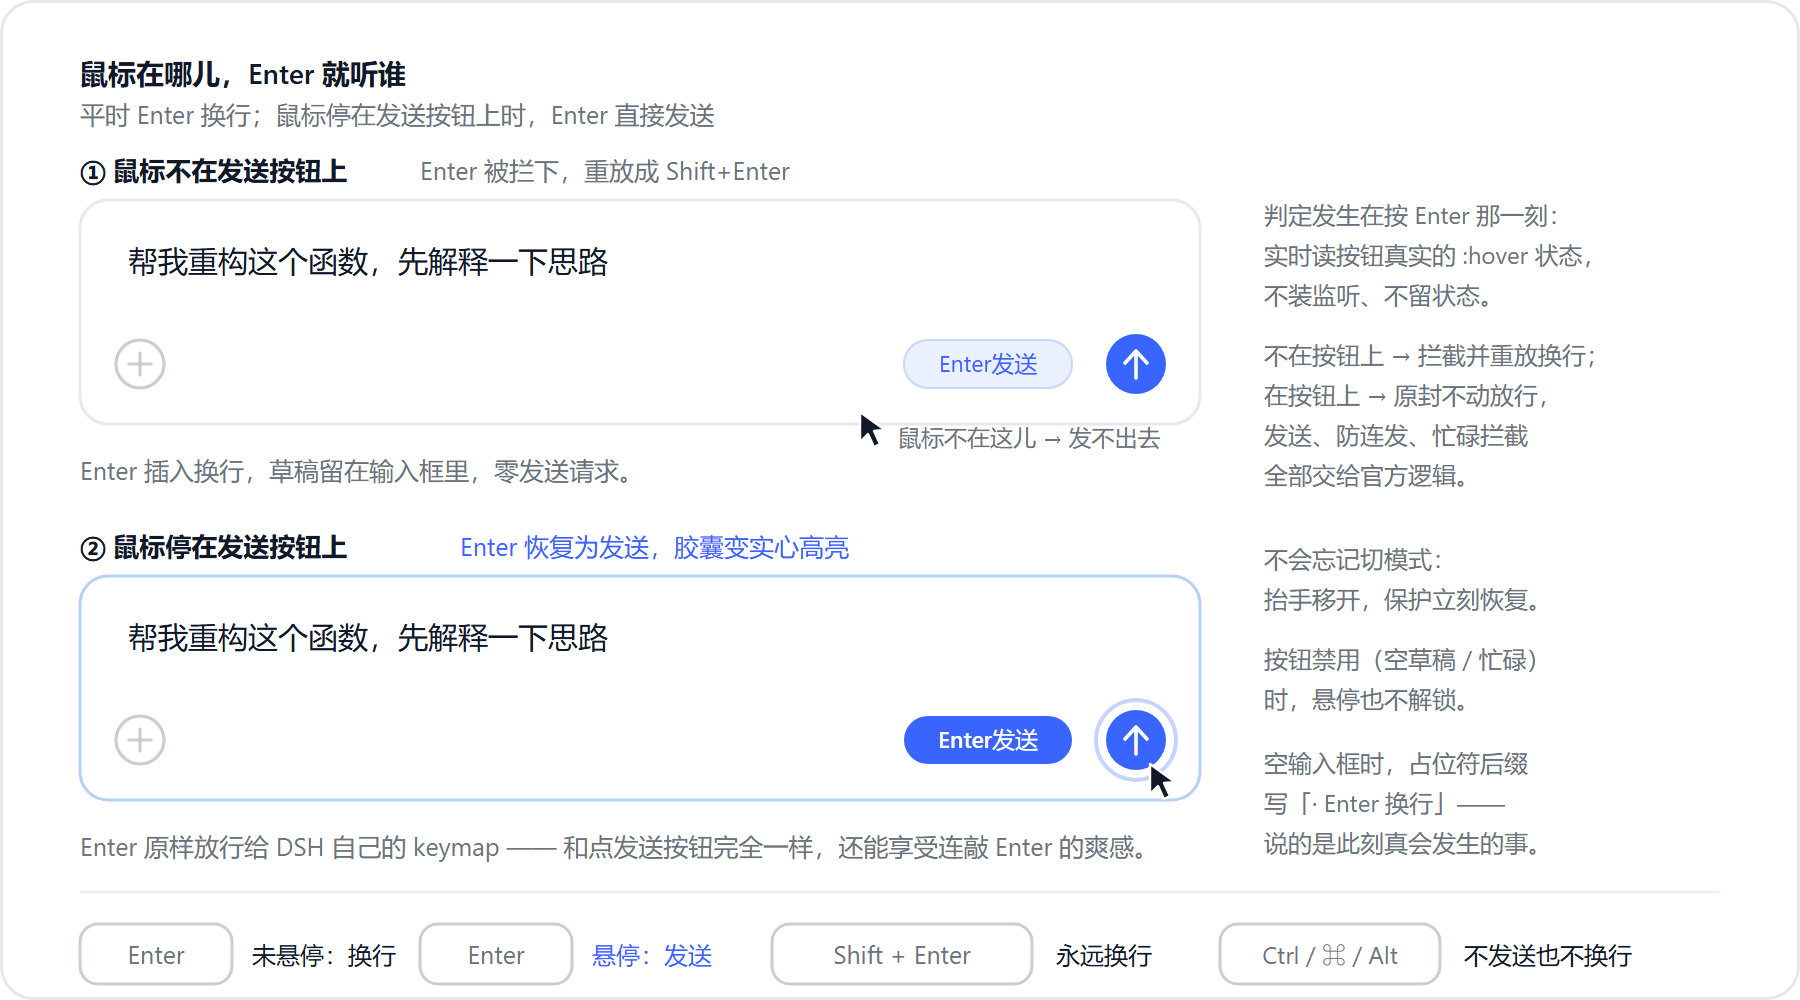 鼠标在哪儿，Enter 就听谁
平时 Enter 换行；鼠标停在发送按钮上时，Enter 直接发送
① 鼠标不在发送按钮上
Enter 被拦下，重放成 Shift+Enter
帮我重构这个函数，先解释一下思路
Enter发送
鼠标不在这儿 → 发不出去
Enter 插入换行，草稿留在输入框里，零发送请求。
判定发生在按 Enter 那一刻：
实时读按钮真实的 :hover 状态，
不装监听、不留状态。
不在按钮上 → 拦截并重放换行；
在按钮上 → 原封不动放行，
发送、防连发、忙碌拦截
全部交给官方逻辑。
② 鼠标停在发送按钮上
Enter 恢复为发送，胶囊变实心高亮
帮我重构这个函数，先解释一下思路
Enter发送
Enter 原样放行给 DSH 自己的 keymap —— 和点发送按钮完全一样，还能享受连敲 Enter 的爽感。
不会忘记切模式：
抬手移开，保护立刻恢复。
按钮禁用（空草稿 / 忙碌）
时，悬停也不解锁。
空输入框时，占位符后缀
写「· Enter 换行」——
说的是此刻真会发生的事。
Enter
未悬停：换行
Enter
悬停：发送
Shift + Enter
永远换行
Ctrl / ⌘ / Alt
不发送也不换行